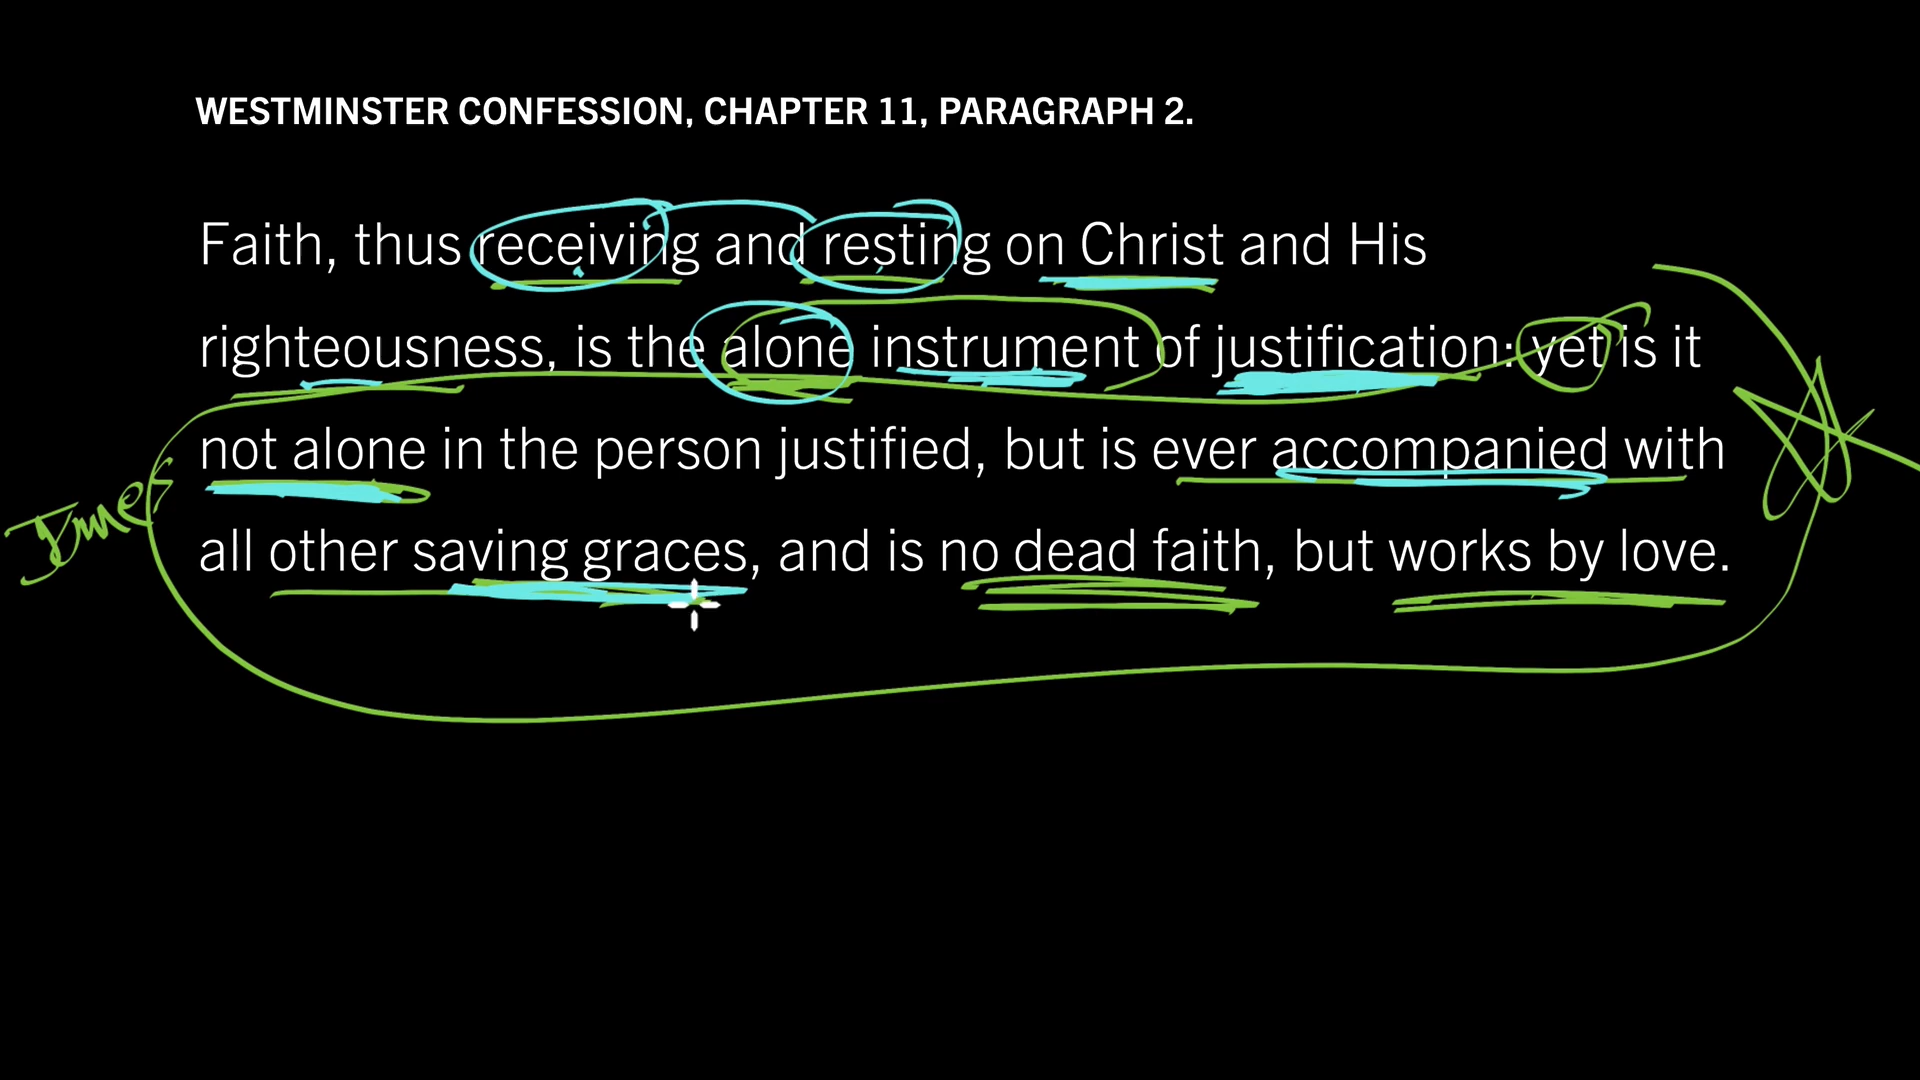 WESTMINSTER CONFESSION, CHAPTER 11, PARAGRAPH 2.
Faith, thus receiving and resting on Christ and His
righteousness, is the alone instrument of justification: yet is it
not alone in the person justified, but is ever accompanied with
all other saving graces, and is no dead faith, but works by love.
James